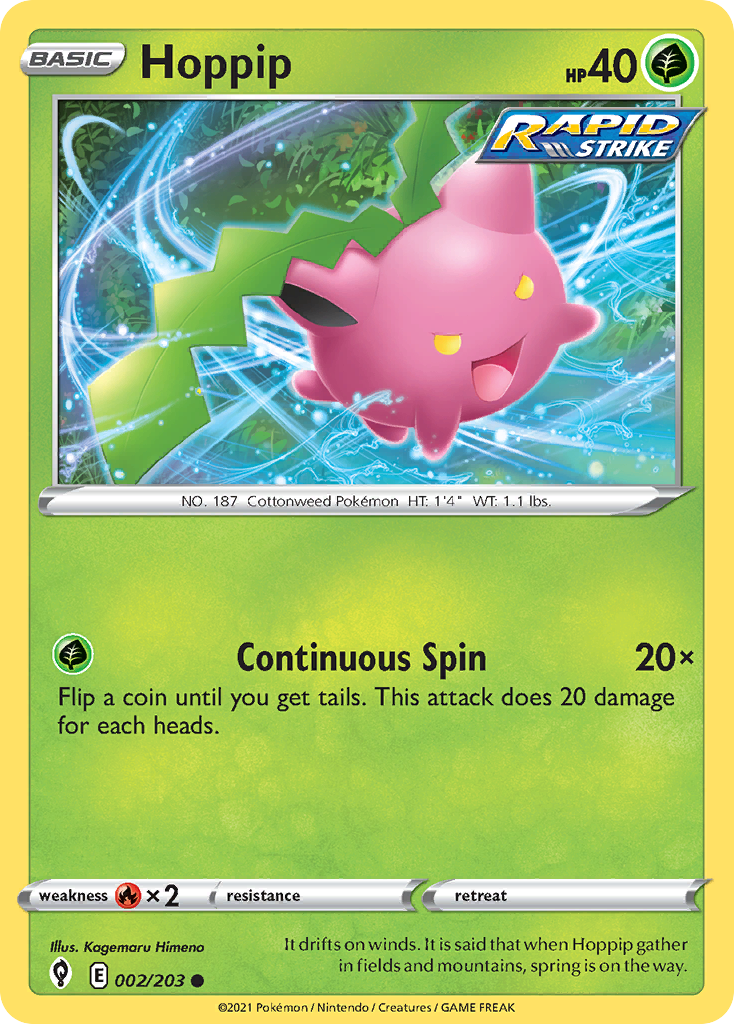 BASIC
Hoppip
HP40
RAPID
STRIKE
NO. 187 Cottonweed Pokémon HT: 1'4" WT: 1.1 lbs.
Continuous Spin 20×
Flip a coin until you get tails. This attack does 20 damage
for each heads.
weakness ×2 resistance retreat
Illus. Kagemaru Himeno
It drifts on winds. It is said that when Hoppip gather
in fields and mountains, spring is on the way.
E 002/203
©2021 Pokémon / Nintendo / Creatures / GAME FREAK